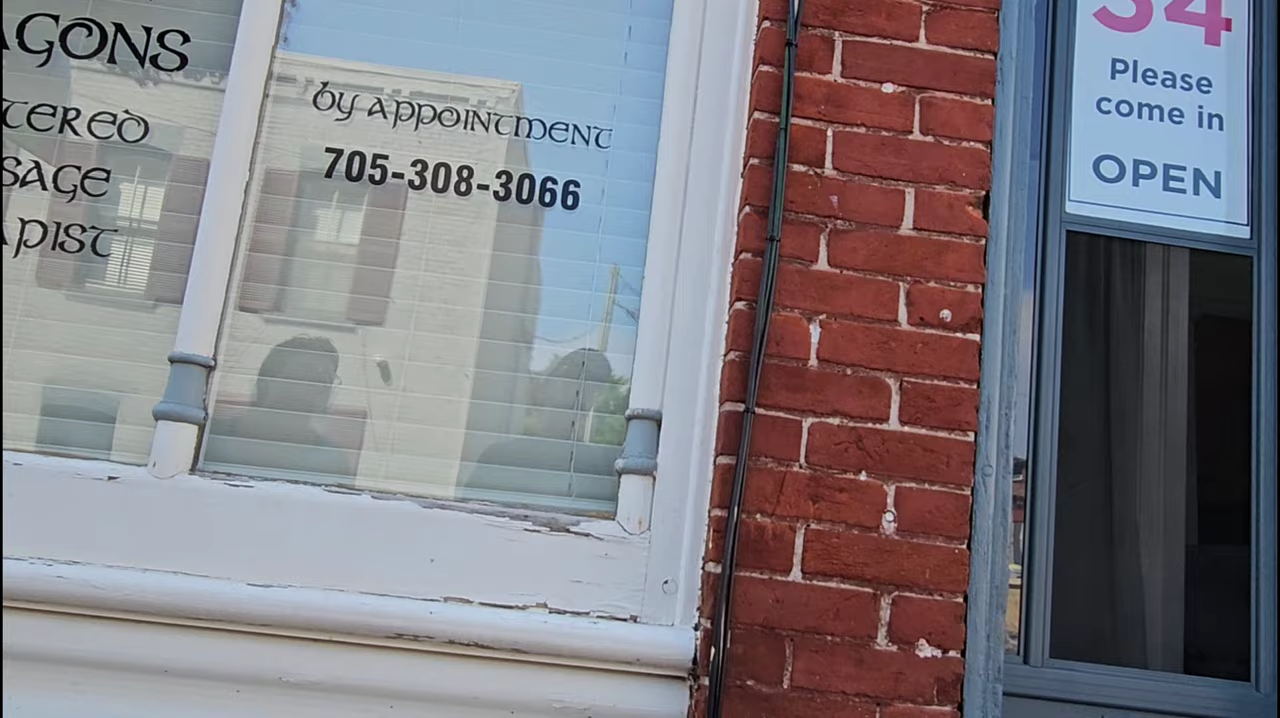 AGONS
TERED
SAGE
APIST
by appointment
705-308-3066
34
Please
come in
OPEN